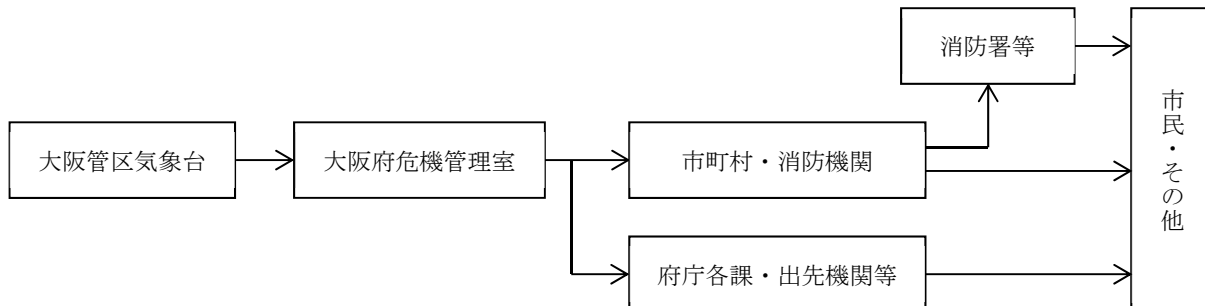 消防署等
大阪管区気象台
大阪府危機管理室
市町村・消防機関
府庁各課・出先機関等
市民・その他